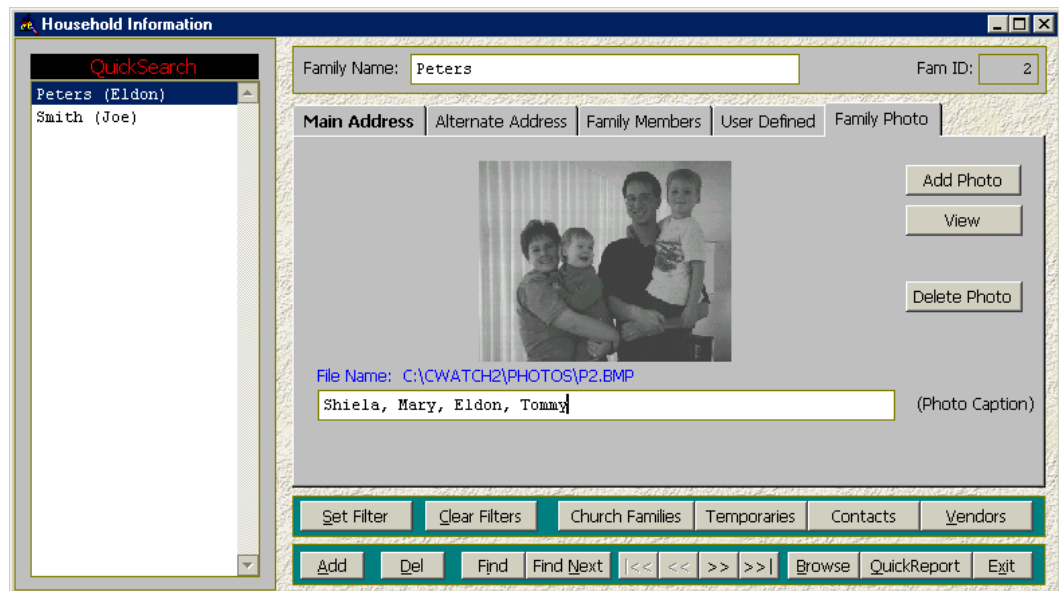 Household Information
QuickSearch
Peters (Eldon)
Smith (Joe)
Family Name: Peters Fam ID: 2
Main Address Alternate Address Family Members User Defined Family Photo
Add Photo
View
Delete Photo
File Name: C:\CWATCH2\PHOTOS\P2.BMP
Shiela, Mary, Eldon, Tommy (Photo Caption)
Set Filter Clear Filters Church Families Temporaries Contacts Vendors
Add Del Find Find Next |<< << >> >>| Browse QuickReport Exit